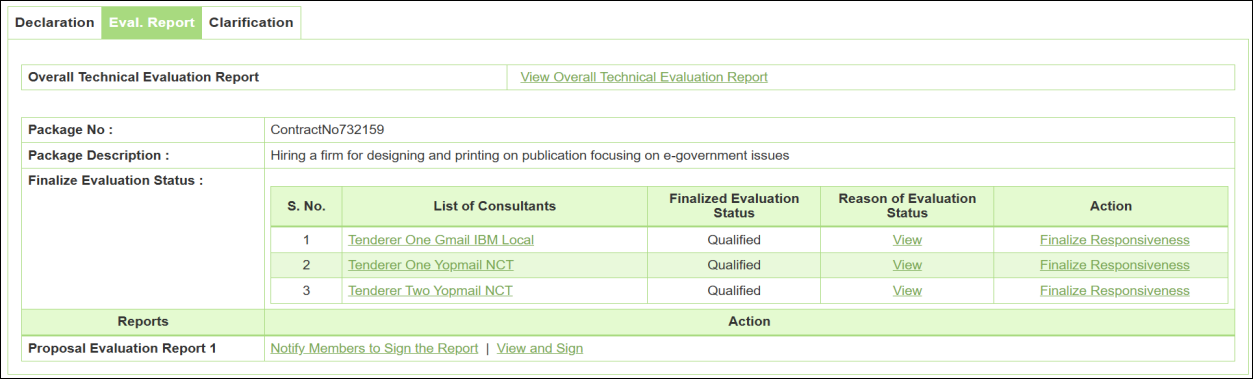 Declaration Eval. Report Clarification
Overall Technical Evaluation Report View Overall Technical Evaluation Report
Package No : ContractNo732159
Package Description : Hiring a firm for designing and printing on publication focusing on e-government issues
Finalize Evaluation Status :
S. No. List of Consultants Finalized Evaluation Status Reason of Evaluation Status Action
1 Tenderer One Gmail IBM Local Qualified View Finalize Responsiveness
2 Tenderer One Yopmail NCT Qualified View Finalize Responsiveness
3 Tenderer Two Yopmail NCT Qualified View Finalize Responsiveness
Reports Action
Proposal Evaluation Report 1 Notify Members to Sign the Report | View and Sign